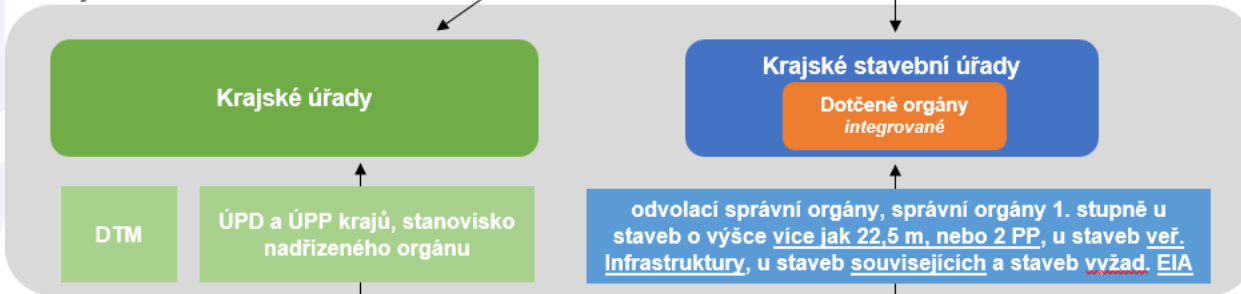 Krajské úřady
Krajské stavební úřady
Dotčené orgány
integrované
DTM
ÚPD a ÚPP krajů, stanovisko
nadřízeného orgánu
odvolací správní orgány, správní orgány 1. stupně u
staveb o výšce více jak 22,5 m, nebo 2 PP, u staveb veř.
Infrastruktury, u staveb souvisejících a staveb vyžad. EIA